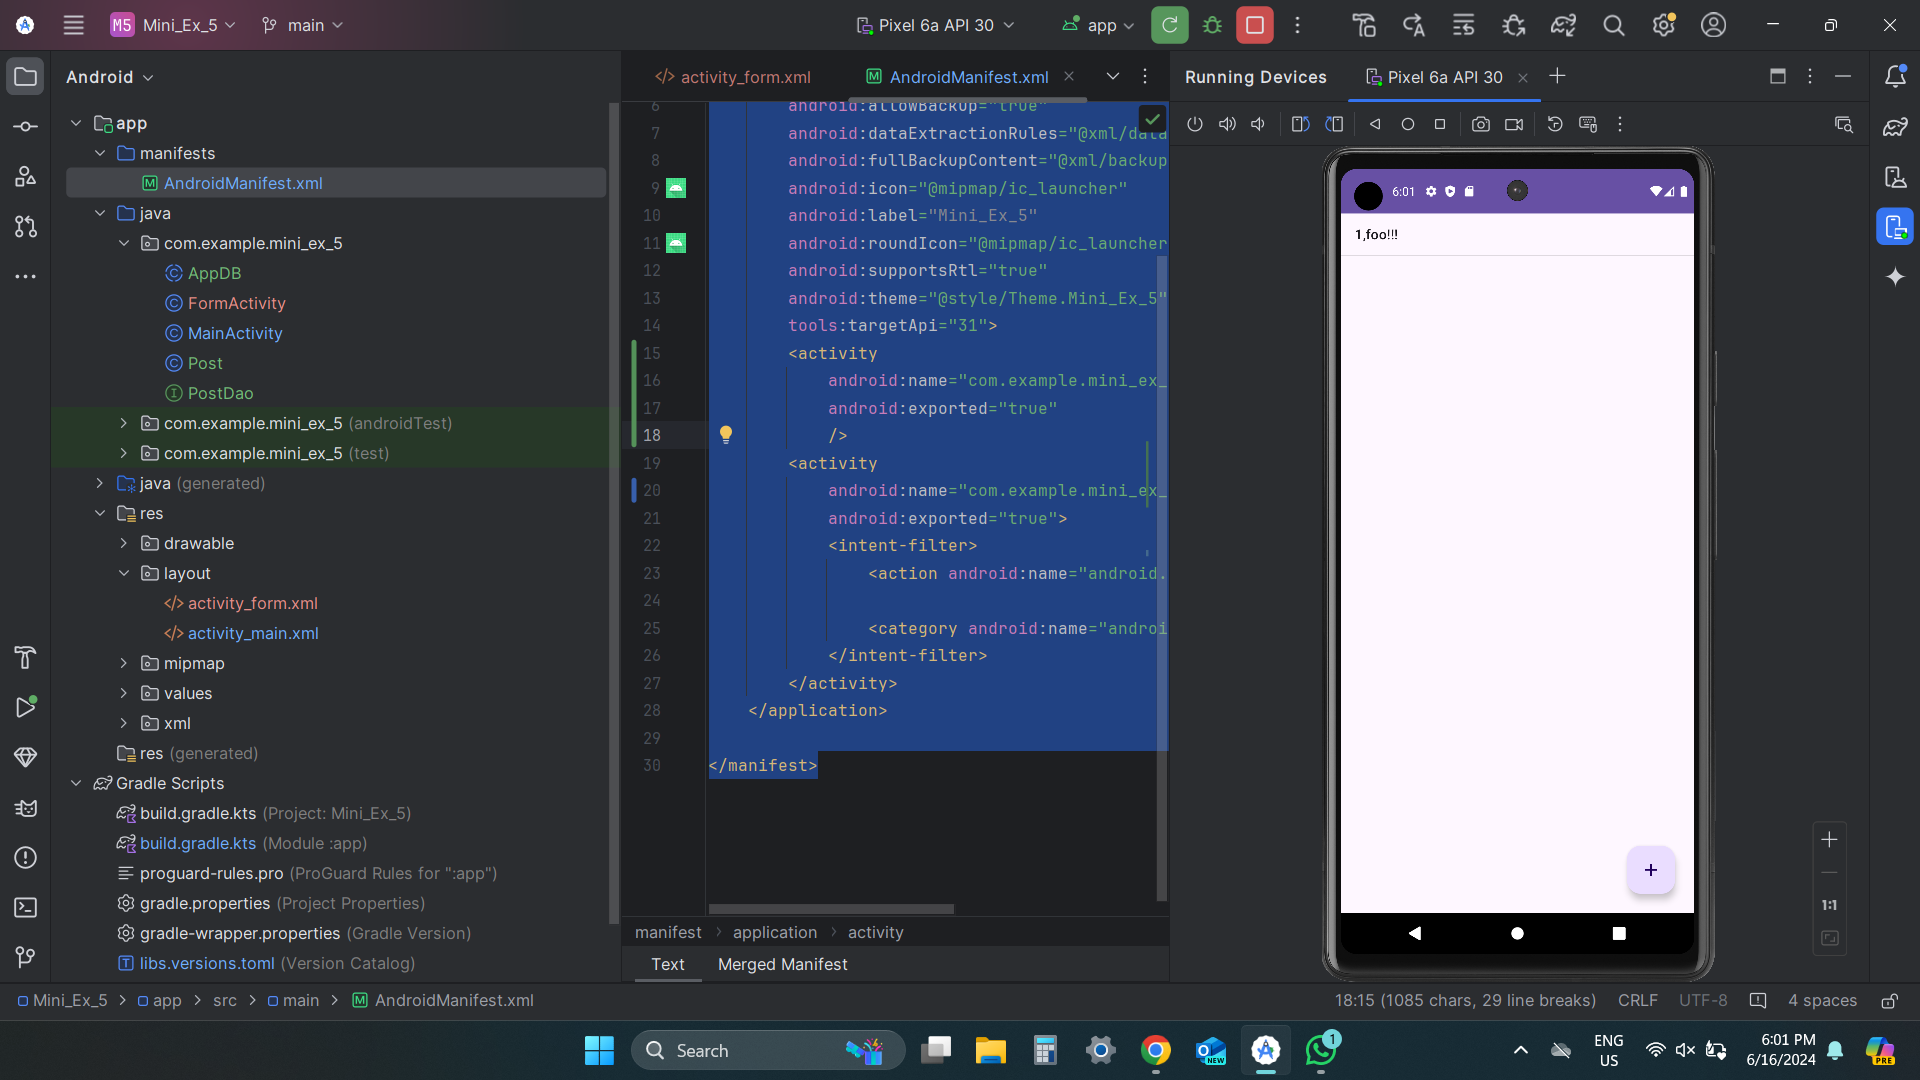 M5 Mini_Ex_5 main Pixel 6a API 30 app
Android
app
manifests
AndroidManifest.xml
java
com.example.mini_ex_5
AppDB
FormActivity
MainActivity
Post
PostDao
com.example.mini_ex_5 (androidTest)
com.example.mini_ex_5 (test)
java (generated)
res
drawable
layout
activity_form.xml
activity_main.xml
mipmap
values
xml
res (generated)
Gradle Scripts
build.gradle.kts (Project: Mini_Ex_5)
build.gradle.kts (Module :app)
proguard-rules.pro (ProGuard Rules for ":app")
gradle.properties (Project Properties)
gradle-wrapper.properties (Gradle Version)
libs.versions.toml (Version Catalog)
activity_form.xml AndroidManifest.xml
6 android:allowBackup="true"
7 android:dataExtractionRules="@xml/data
8 android:fullBackupContent="@xml/backup
9 android:icon="@mipmap/ic_launcher"
10 android:label="Mini_Ex_5"
11 android:roundIcon="@mipmap/ic_launcher
12 android:supportsRtl="true"
13 android:theme="@style/Theme.Mini_Ex_5"
14 tools:targetApi="31">
15 <activity
16 android:name="com.example.mini_ex_
17 android:exported="true"
18 />
19 <activity
20 android:name="com.example.mini_ex_
21 android:exported="true">
22 <intent-filter>
23 <action android:name="android.
24
25 <category android:name="androi
26 </intent-filter>
27 </activity>
28 </application>
29
30 </manifest>
manifest application activity
Text Merged Manifest
Running Devices Pixel 6a API 30
6:01
1,foo!!!
+
1:1
Mini_Ex_5 > app > src > main > AndroidManifest.xml
18:15 (1085 chars, 29 line breaks) CRLF UTF-8 4 spaces
Search
NEW
1
ENG
US
6:01 PM
6/16/2024
PRE